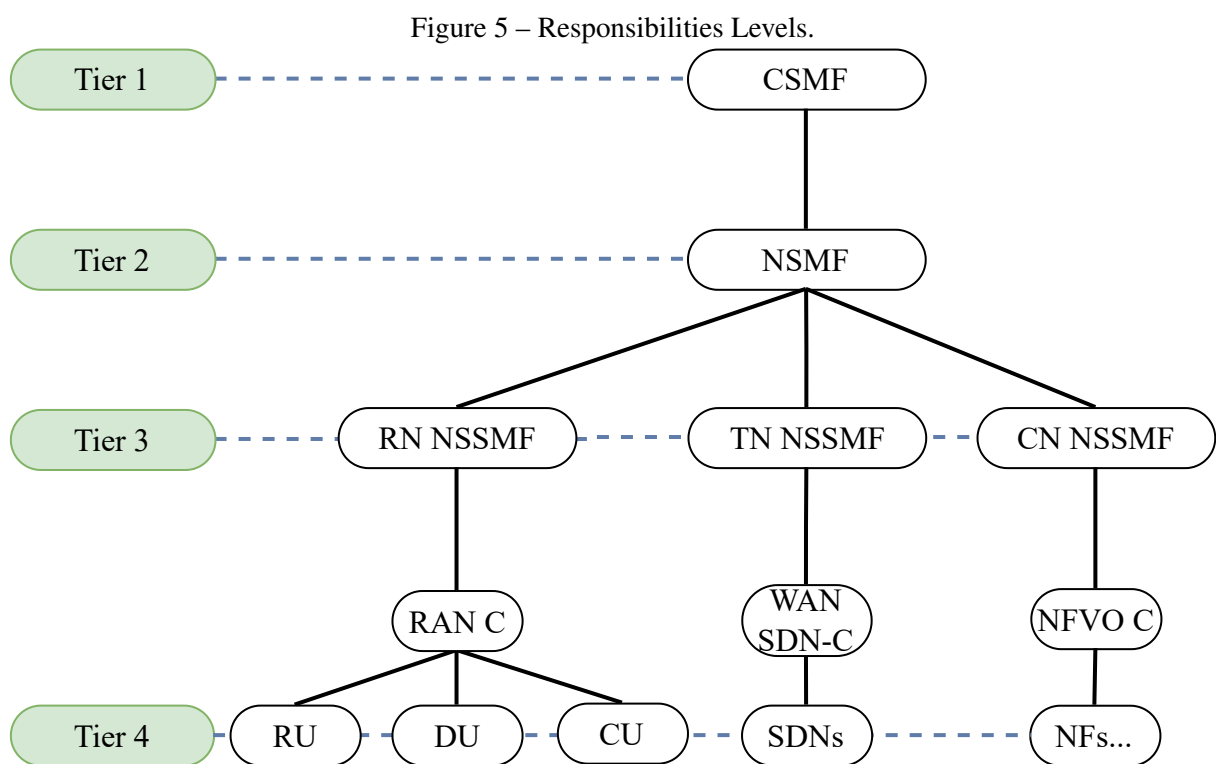 Figure 5 – Responsibilities Levels.
Tier 1
CSMF
Tier 2
NSMF
Tier 3
RN NSSMF
TN NSSMF
CN NSSMF
RAN C
WAN
SDN-C
NFVO C
Tier 4
RU
DU
CU
SDNs
NFs...